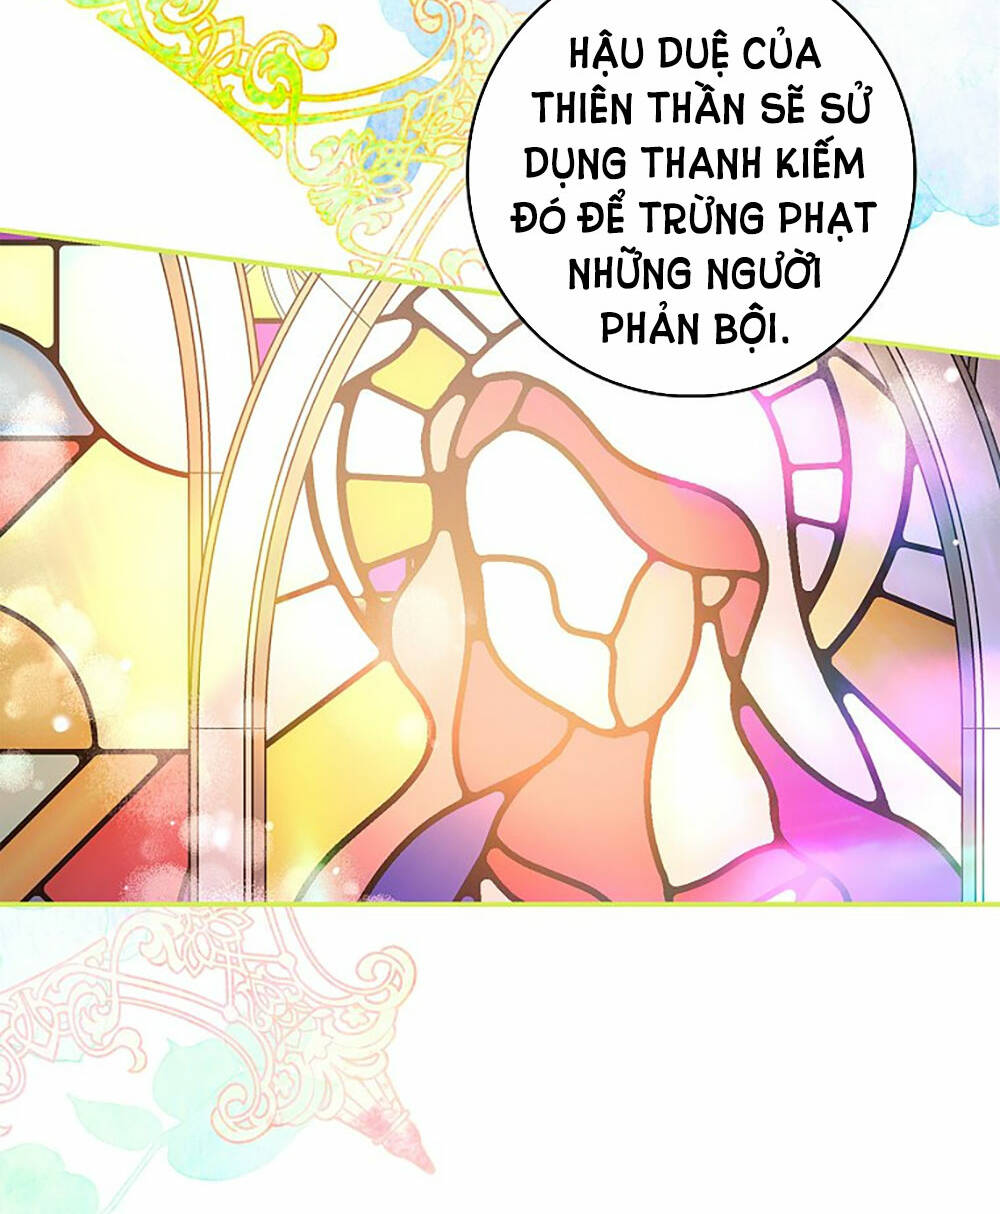 HẬU DUỆ CỦA
THIÊN THẦN SẼ SỬ
DỤNG THANH KIẾM
ĐÓ ĐỂ TRỪNG PHẠT
NHỮNG NGƯỜI
PHẢN BỘI.